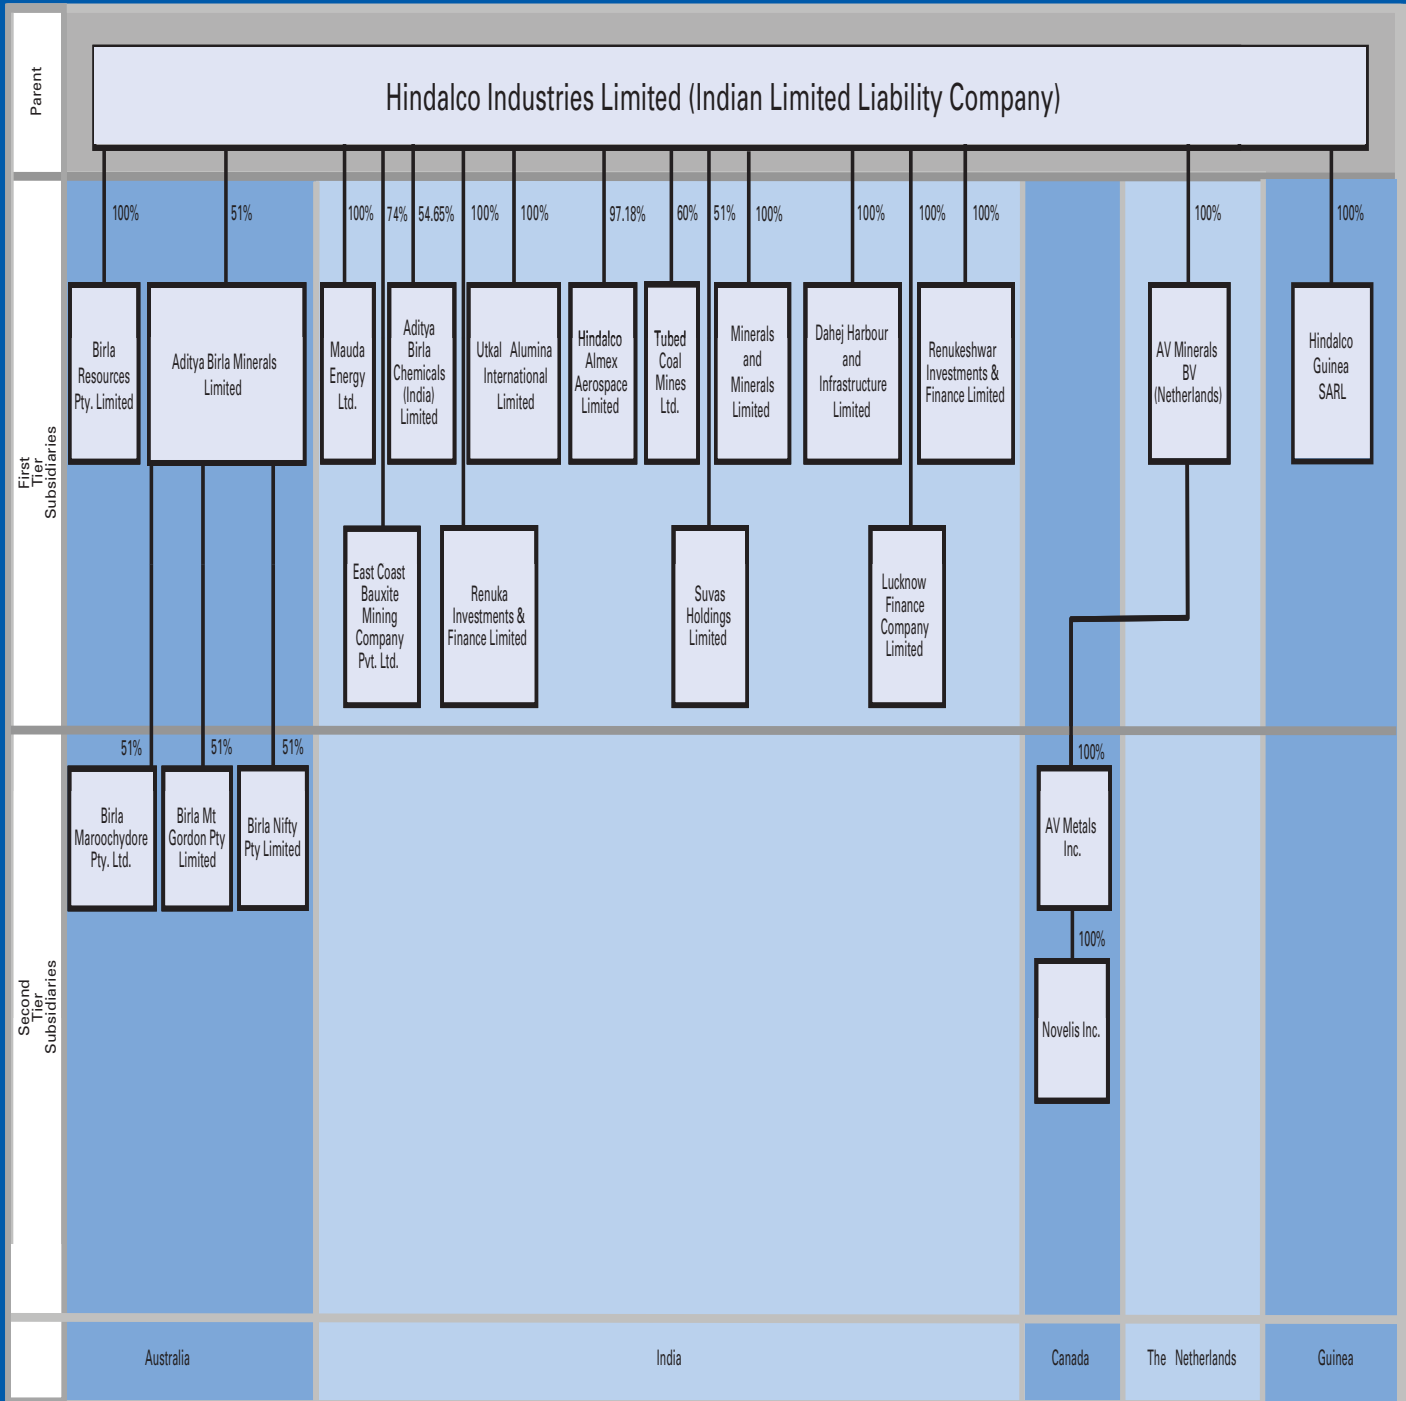 Parent
Hindalco Industries Limited (Indian Limited Liability Company)
First
Tier
Subsidiaries
100%
51%
100%
74%
54.65%
100%
100%
97.18%
60%
51%
100%
100%
100%
100%
100%
100%
Birla
Resources
Pty. Limited
Aditya Birla Minerals
Limited
Mauda
Energy
Ltd.
Aditya
Birla
Chemicals
(India)
Limited
Utkal Alumina
International
Limited
Hindalco
Almex
Aerospace
Limited
Tubed
Coal
Mines
Ltd.
Minerals
and
Minerals
Limited
Dahej Harbour
and
Infrastructure
Limited
Renukeshwar
Investments &
Finance Limited
AV Minerals
BV
(Netherlands)
Hindalco
Guinea
SARL
East Coast
Bauxite
Mining
Company
Pvt. Ltd.
Renuka
Investments &
Finance Limited
Suvas
Holdings
Limited
Lucknow
Finance
Company
Limited
Second
Tier
Subsidiaries
51%
51%
51%
100%
Birla
Maroochydore
Pty. Ltd.
Birla Mt
Gordon Pty
Limited
Birla Nifty
Pty Limited
AV Metals
Inc.
100%
Novelis Inc.
Australia
India
Canada
The Netherlands
Guinea